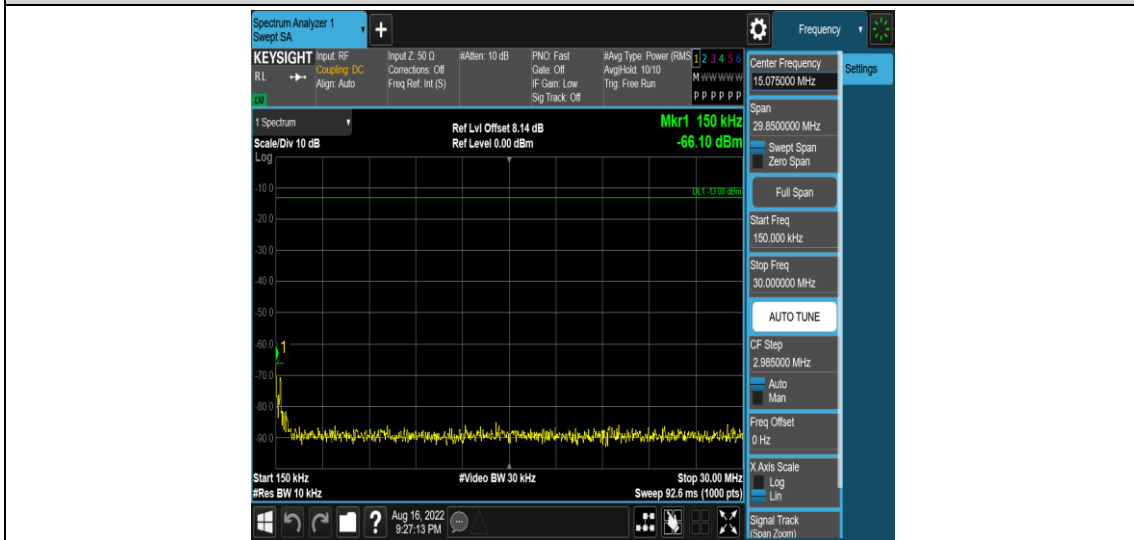 Spectrum Analyzer 1
Swept SA
+
Frequency
KEYSIGHT
RL
LXI
Input: RF
Coupling: DC
Align: Auto
Input Z: 50 Ω
Corrections: Off
Freq Ref: Int (S)
#Atten: 10 dB
PNO: Fast
Gate: Off
IF Gain: Low
Sig Track: Off
#Avg Type: Power (RMS
Avg|Hold: 10/10
Trig: Free Run
1 2 3 4 5 6
M W W W W W
P P P P P P
Center Frequency
15.075000 MHz
Settings
Span
29.8500000 MHz
Swept Span
Zero Span
Full Span
Start Freq
150.000 kHz
Stop Freq
30.000000 MHz
AUTO TUNE
CF Step
2.985000 MHz
Auto
Man
Freq Offset
0 Hz
X Axis Scale
Log
Lin
Signal Track
(Span Zoom)
1 Spectrum
Scale/Div 10 dB
Log
Ref Lvl Offset 8.14 dB
Ref Level 0.00 dBm
Mkr1 150 kHz
-66.10 dBm
DL1 -13.00 dBm
-10.0
-20.0
-30.0
-40.0
-50.0
-60.0
1
-70.0
-80.0
-90.0
Start 150 kHz
#Video BW 30 kHz
Stop 30.00 MHz
#Res BW 10 kHz
Sweep 92.6 ms (1000 pts)
?
Aug 16, 2022
9:27:13 PM